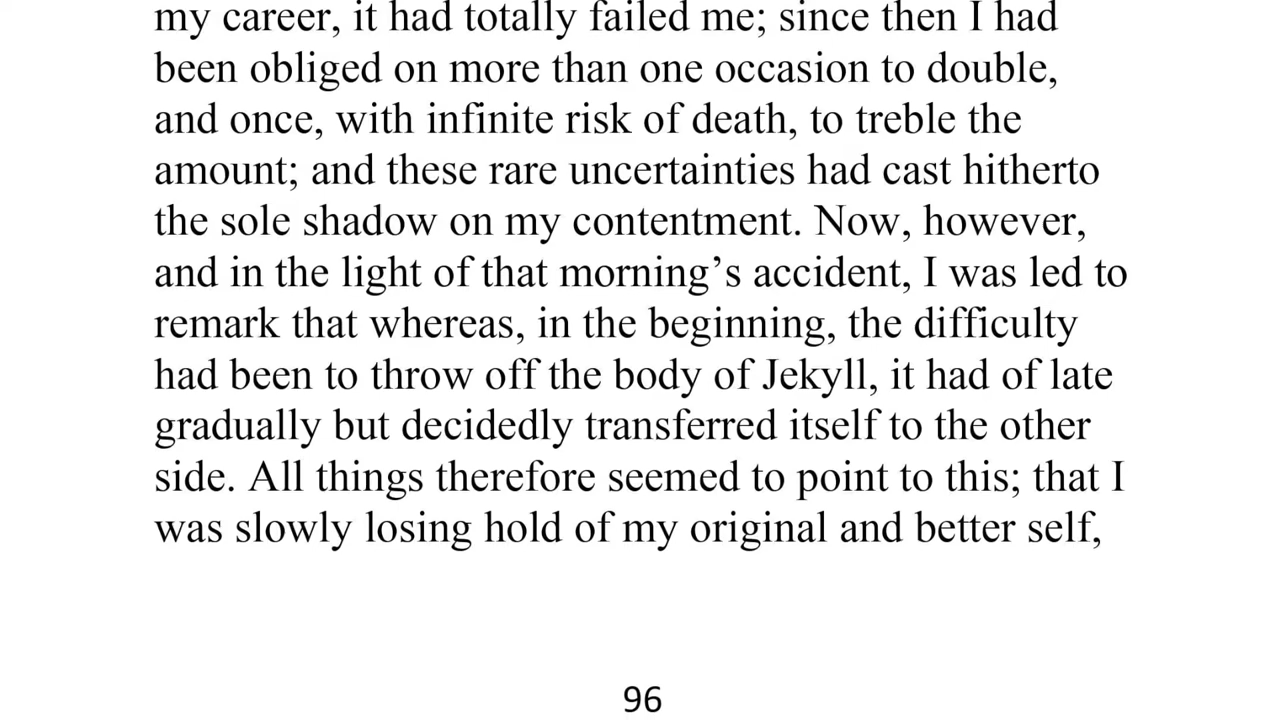 my career, it had totally failed me; since then I had
been obliged on more than one occasion to double,
and once, with infinite risk of death, to treble the
amount; and these rare uncertainties had cast hitherto
the sole shadow on my contentment. Now, however,
and in the light of that morning’s accident, I was led to
remark that whereas, in the beginning, the difficulty
had been to throw off the body of Jekyll, it had of late
gradually but decidedly transferred itself to the other
side. All things therefore seemed to point to this; that I
was slowly losing hold of my original and better self,
96